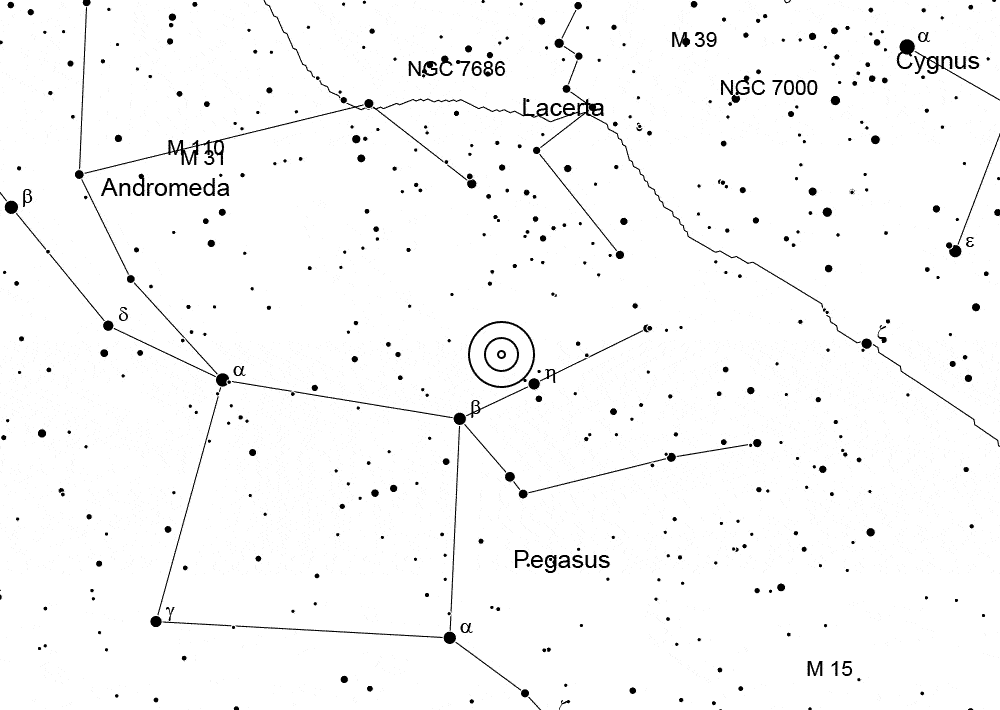 M 39
α
Cygnus
NGC 7686
NGC 7000
Lacerta
M 110
M 31
Andromeda
β
ε
δ
ζ
α
η
β
Pegasus
γ
α
M 15
ζ